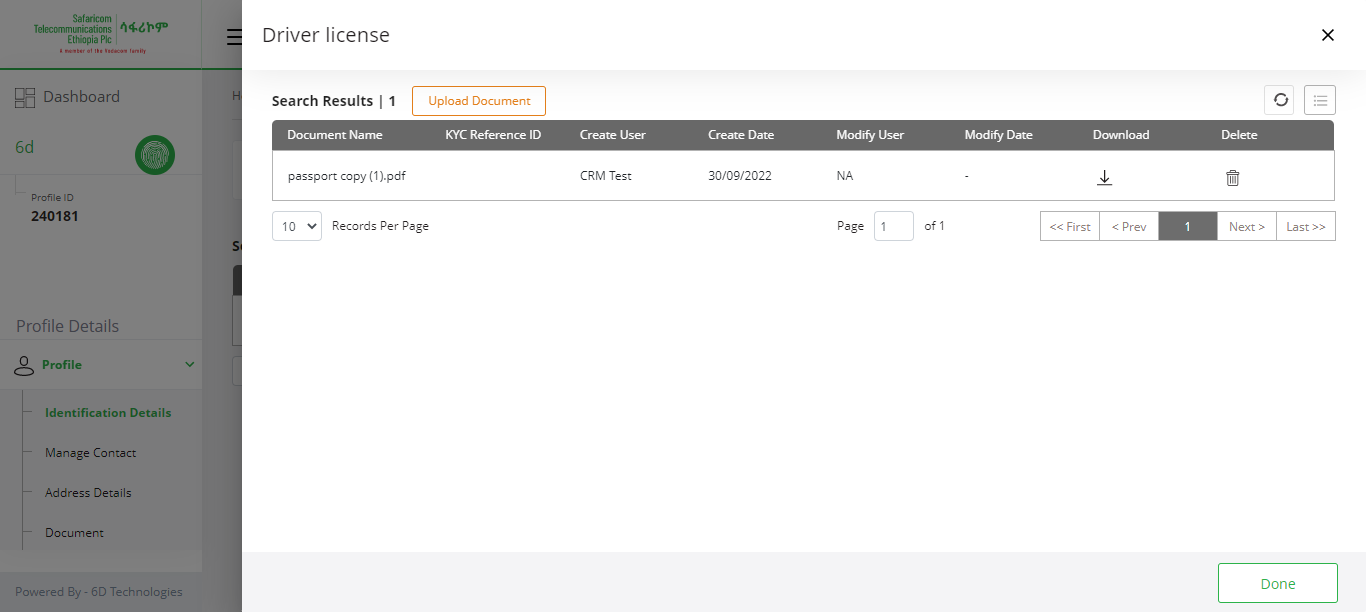 Safaricom
Telecommunications
Ethiopia Plc
ሳፋሪኮም
A member of the Vodacom family
Driver license
Dashboard
6d
Profile ID
240181
Profile Details
Profile
Identification Details
Manage Contact
Address Details
Document
Powered By - 6D Technologies
Search Results | 1
Upload Document
Document Name KYC Reference ID Create User Create Date Modify User Modify Date Download Delete
passport copy (1).pdf CRM Test 30/09/2022 NA -
10 Records Per Page Page 1 of 1 << First < Prev 1 Next > Last >>
Done